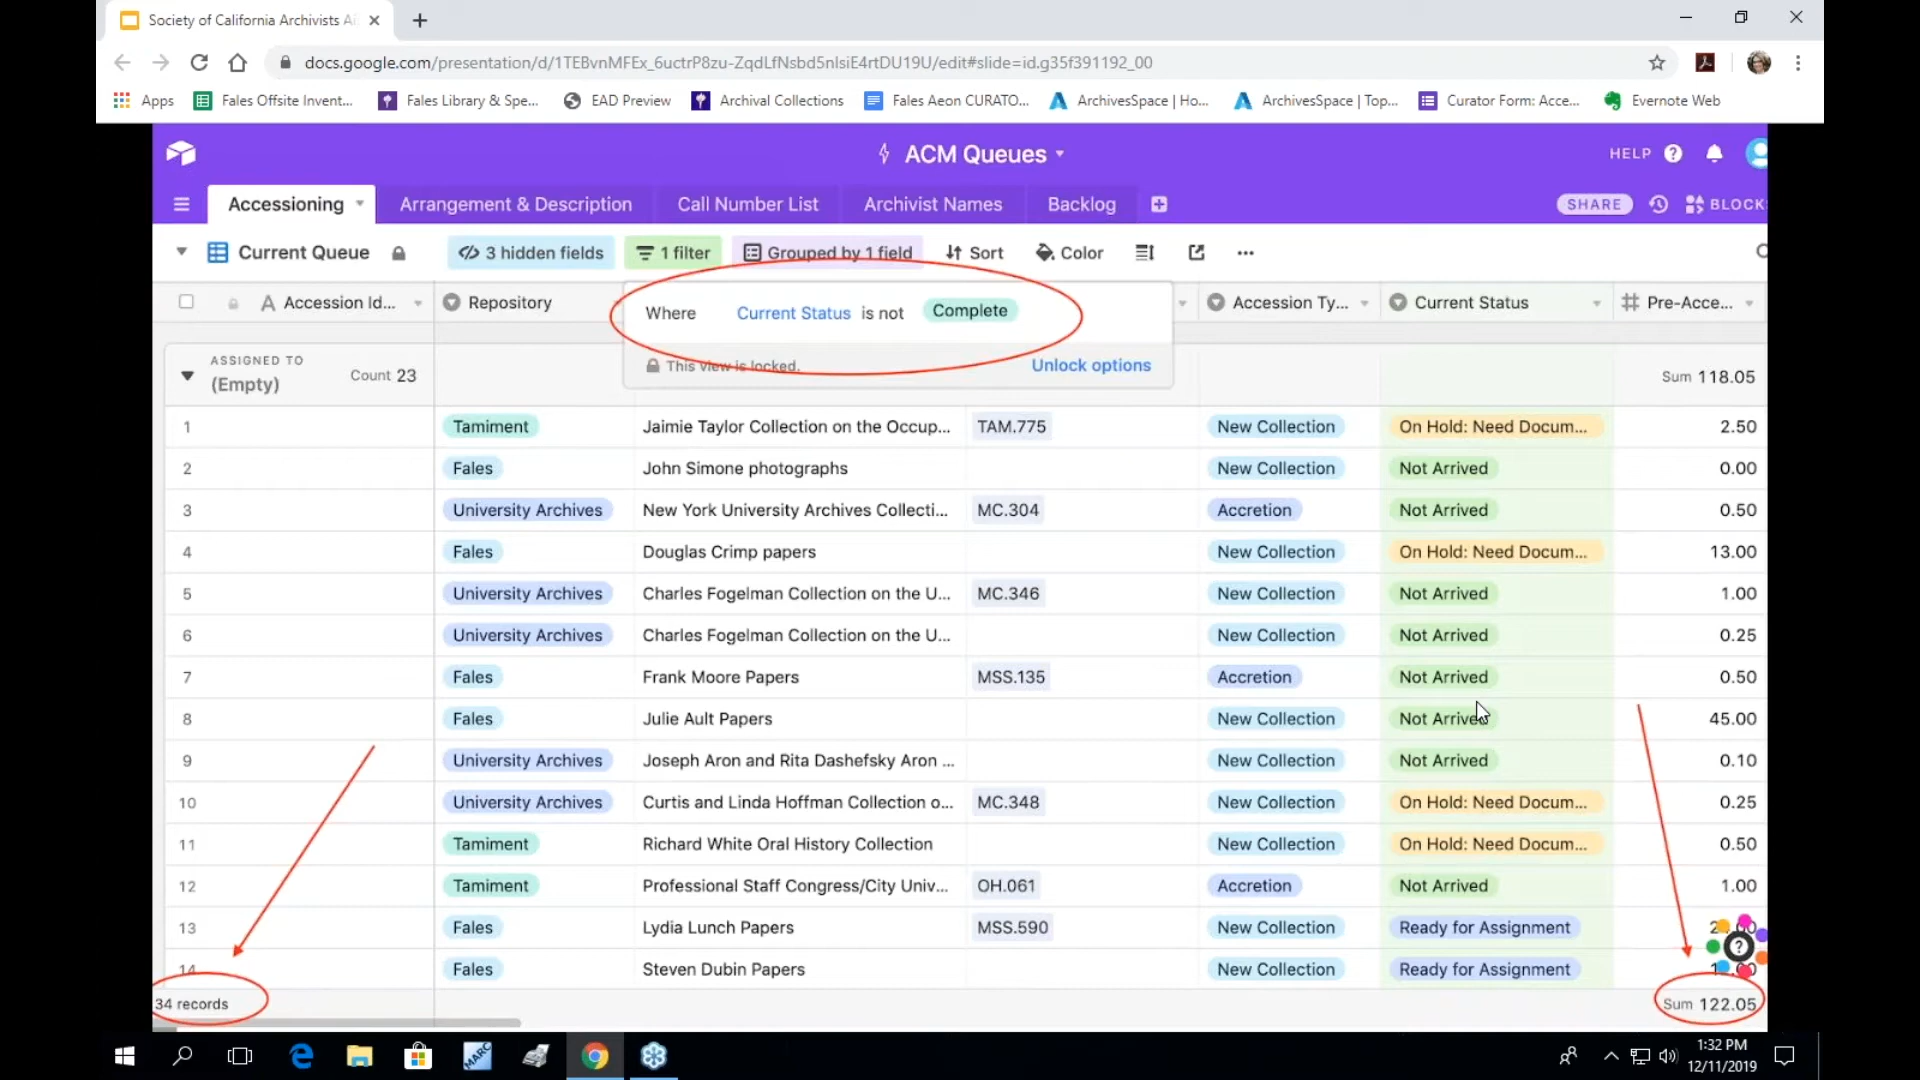 Society of California Archivists Ai
docs.google.com/presentation/d/1TEBvnMFEx_6uctrP8zu-ZqdLfNsbd5nIsiE4rtDU19U/edit#slide=id.g35f391192_00
Apps Fales Offsite Invent... Fales Library & Spe... EAD Preview Archival Collections Fales Aeon CURATO... ArchivesSpace | Ho... ArchivesSpace | Top... Curator Form: Acce... Evernote Web
ACM Queues HELP ?
Accessioning Arrangement & Description Call Number List Archivist Names Backlog SHARE BLOCK
Current Queue 3 hidden fields 1 filter Grouped by 1 field Sort Color ...
A Accession Id... Repository Accession Ty... Current Status Pre-Acce...
Where Current Status is not Complete
This view is locked. Unlock options
ASSIGNED TO
(Empty) Count 23 Sum 118.05
1 Tamiment Jaimie Taylor Collection on the Occup... TAM.775 New Collection On Hold: Need Docum... 2.50
2 Fales John Simone photographs New Collection Not Arrived 0.00
3 University Archives New York University Archives Collecti... MC.304 Accretion Not Arrived 0.50
4 Fales Douglas Crimp papers New Collection On Hold: Need Docum... 13.00
5 University Archives Charles Fogelman Collection on the U... MC.346 New Collection Not Arrived 1.00
6 University Archives Charles Fogelman Collection on the U... New Collection Not Arrived 0.25
7 Fales Frank Moore Papers MSS.135 Accretion Not Arrived 0.50
8 Fales Julie Ault Papers New Collection Not Arrived 45.00
9 University Archives Joseph Aron and Rita Dashefsky Aron ... New Collection Not Arrived 0.10
10 University Archives Curtis and Linda Hoffman Collection o... MC.348 New Collection On Hold: Need Docum... 0.25
11 Tamiment Richard White Oral History Collection New Collection On Hold: Need Docum... 0.50
12 Tamiment Professional Staff Congress/City Univ... OH.061 Accretion Not Arrived 1.00
13 Fales Lydia Lunch Papers MSS.590 New Collection Ready for Assignment
14 Fales Steven Dubin Papers New Collection Ready for Assignment
34 records Sum 122.05
MARC
1:32 PM
12/11/2019